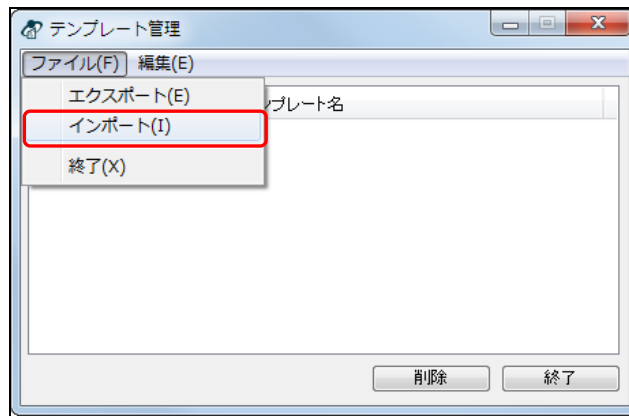 テンプレート管理
ファイル(F) 編集(E)
エクスポート(E)
プレート名
インポート(I)
終了(X)
削除 終了